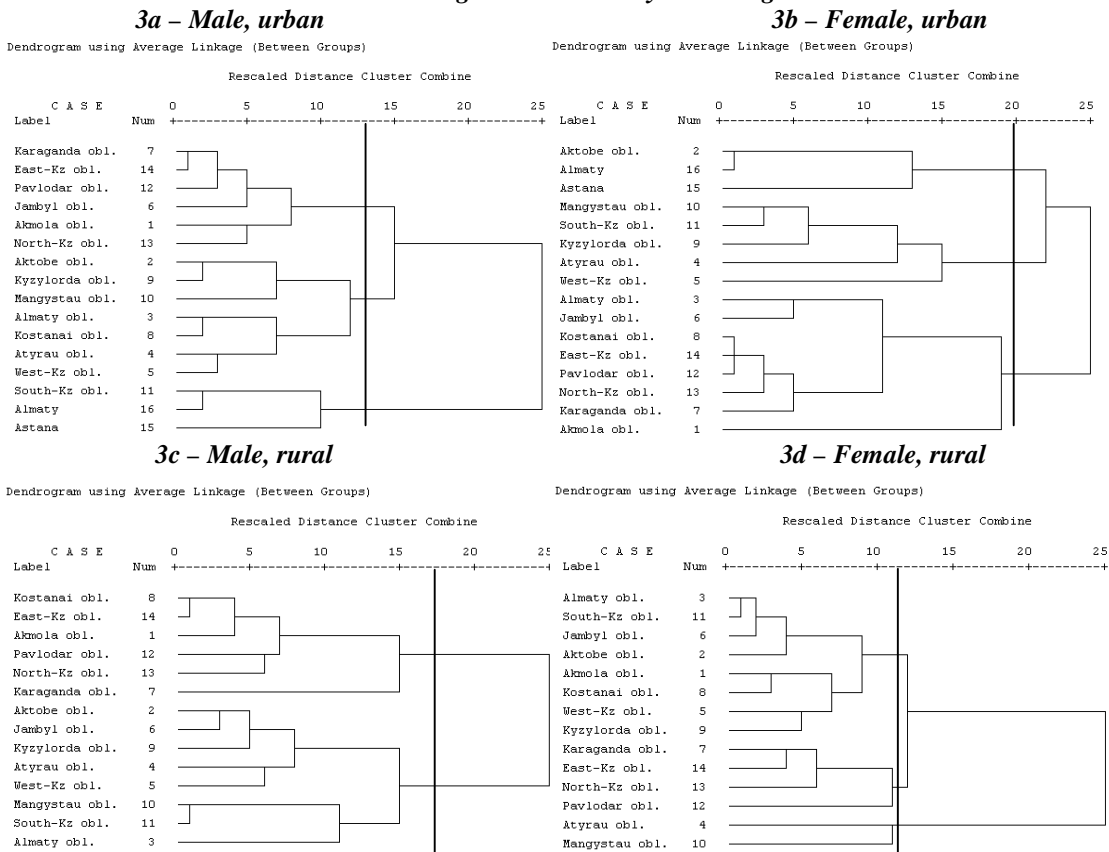 3a – Male, urban
Dendrogram using Average Linkage (Between Groups)
Rescaled Distance Cluster Combine
C A S E 0 5 10 15 20 25
Label Num
Karaganda obl. 7
East-Kz obl. 14
Pavlodar obl. 12
Jambyl obl. 6
Akmola obl. 1
North-Kz obl. 13
Aktobe obl. 2
Kyzylorda obl. 9
Mangystau obl. 10
Almaty obl. 3
Kostanai obl. 8
Atyrau obl. 4
West-Kz obl. 5
South-Kz obl. 11
Almaty 16
Astana 15
3b – Female, urban
Dendrogram using Average Linkage (Between Groups)
Rescaled Distance Cluster Combine
C A S E 0 5 10 15 20 25
Label Num
Aktobe obl. 2
Almaty 16
Astana 15
Mangystau obl. 10
South-Kz obl. 11
Kyzylorda obl. 9
Atyrau obl. 4
West-Kz obl. 5
Almaty obl. 3
Jambyl obl. 6
Kostanai obl. 8
East-Kz obl. 14
Pavlodar obl. 12
North-Kz obl. 13
Karaganda obl. 7
Akmola obl. 1
3c – Male, rural
Dendrogram using Average Linkage (Between Groups)
Rescaled Distance Cluster Combine
C A S E 0 5 10 15 20 25
Label Num
Kostanai obl. 8
East-Kz obl. 14
Akmola obl. 1
Pavlodar obl. 12
North-Kz obl. 13
Karaganda obl. 7
Aktobe obl. 2
Jambyl obl. 6
Kyzylorda obl. 9
Atyrau obl. 4
West-Kz obl. 5
Mangystau obl. 10
South-Kz obl. 11
Almaty obl. 3
3d – Female, rural
Dendrogram using Average Linkage (Between Groups)
Rescaled Distance Cluster Combine
C A S E 0 5 10 15 20 25
Label Num
Almaty obl. 3
South-Kz obl. 11
Jambyl obl. 6
Aktobe obl. 2
Akmola obl. 1
Kostanai obl. 8
West-Kz obl. 5
Kyzylorda obl. 9
Karaganda obl. 7
East-Kz obl. 14
North-Kz obl. 13
Pavlodar obl. 12
Atyrau obl. 4
Mangystau obl. 10